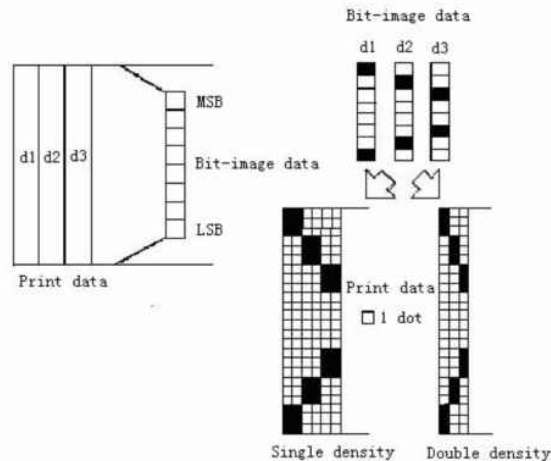 Bit-image data
d1 d2 d3
MSB
d1 d2 d3
Bit-image data
LSB
Print data
Print data
1 dot
Single density
Double density